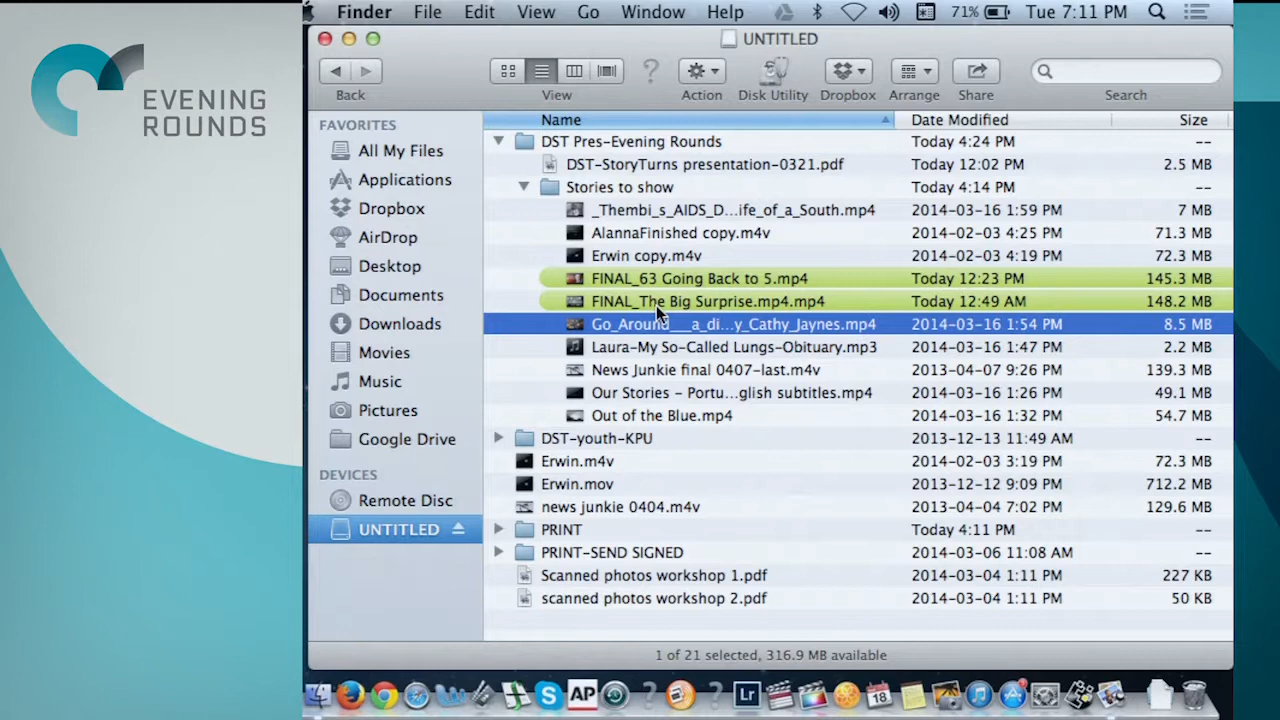 Finder File Edit View Go Window Help 71% Tue 7:11 PM
UNTITLED
EVENING
ROUNDS
Back View Action Disk Utility Dropbox Arrange Share Search
FAVORITES
All My Files
Applications
Dropbox
AirDrop
Desktop
Documents
Downloads
Movies
Music
Pictures
Google Drive
DEVICES
Remote Disc
UNTITLED
Name Date Modified Size
DST Pres-Evening Rounds Today 4:24 PM --
DST-StoryTurns presentation-0321.pdf Today 12:02 PM 2.5 MB
Stories to show Today 4:14 PM --
_Thembi_s_AIDS_D...ife_of_a_South.mp4 2014-03-16 1:59 PM 7 MB
AlannaFinished copy.m4v 2014-02-03 4:25 PM 71.3 MB
Erwin copy.m4v 2014-02-03 4:19 PM 72.3 MB
FINAL_63 Going Back to 5.mp4 Today 12:23 PM 145.3 MB
FINAL_The Big Surprise.mp4.mp4 Today 12:49 AM 148.2 MB
Go_Around___a_di...y_Cathy_Jaynes.mp4 2014-03-16 1:54 PM 8.5 MB
Laura-My So-Called Lungs-Obituary.mp3 2014-03-16 1:47 PM 2.2 MB
News Junkie final 0407-last.m4v 2013-04-07 9:26 PM 139.3 MB
Our Stories - Portu...glish subtitles.mp4 2014-03-16 1:26 PM 49.1 MB
Out of the Blue.mp4 2014-03-16 1:32 PM 54.7 MB
DST-youth-KPU 2013-12-13 11:49 AM --
Erwin.m4v 2014-02-03 3:19 PM 72.3 MB
Erwin.mov 2013-12-12 9:09 PM 712.2 MB
news junkie 0404.m4v 2013-04-04 7:02 PM 129.6 MB
PRINT Today 4:11 PM --
PRINT-SEND SIGNED 2014-03-06 11:08 AM --
Scanned photos workshop 1.pdf 2014-03-04 1:11 PM 227 KB
scanned photos workshop 2.pdf 2014-03-04 1:11 PM 50 KB
1 of 21 selected, 316.9 MB available
AP Lr 18